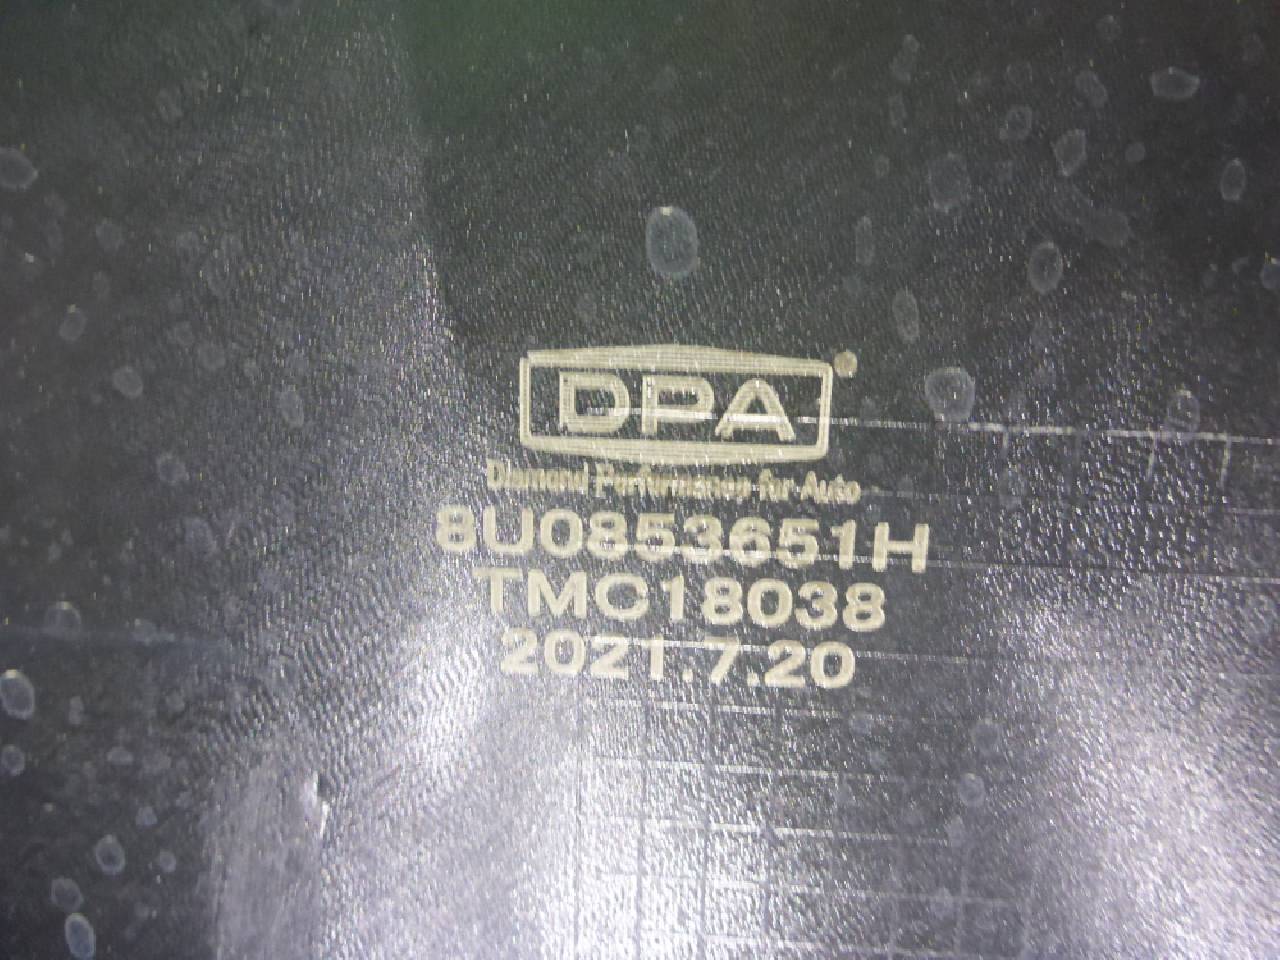 DPA
Diamond Performance for Auto
8U0853651H
TMC18038
2021.7.20